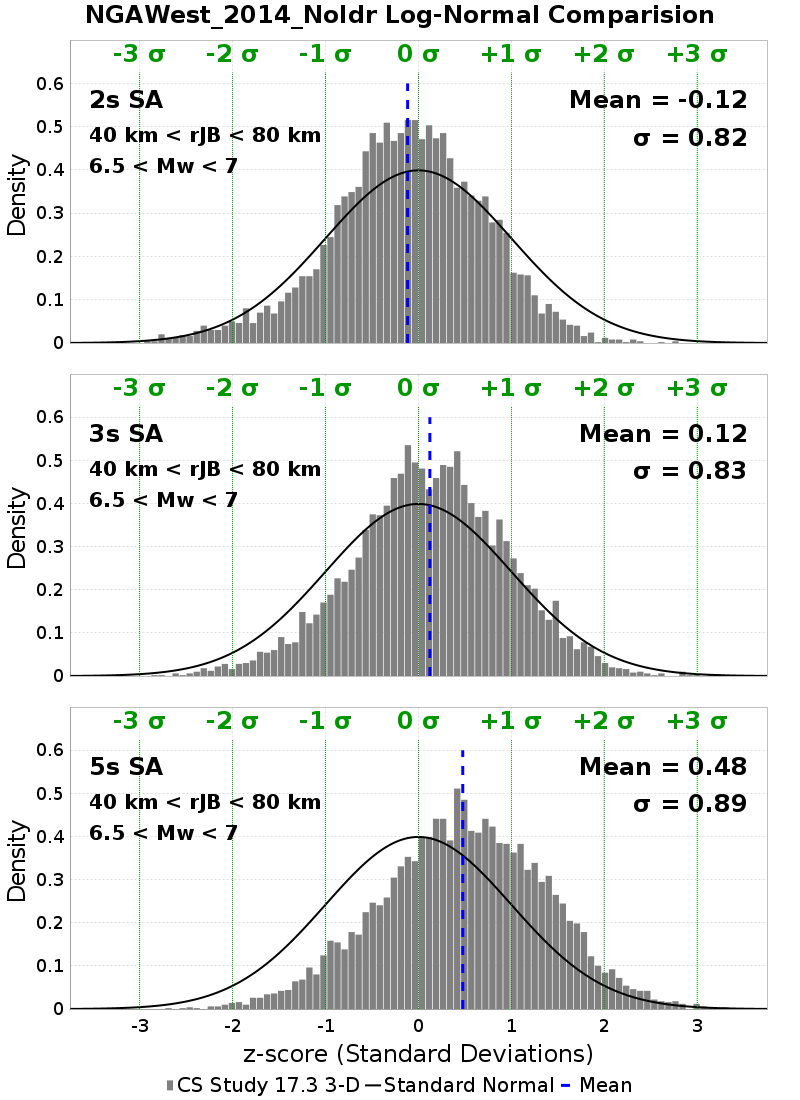 NGAWest_2014_NoIdr Log-Normal Comparision
-3 σ -2 σ -1 σ 0 σ +1 σ +2 σ +3 σ
0.6
2s SA Mean = -0.12
0.5 40 km < rJB < 80 km σ = 0.82
6.5 < Mw < 7
0.4
0.3
0.2
0.1
0
Density
-3 σ -2 σ -1 σ 0 σ +1 σ +2 σ +3 σ
0.6
3s SA Mean = 0.12
0.5 40 km < rJB < 80 km σ = 0.83
6.5 < Mw < 7
0.4
0.3
0.2
0.1
0
Density
-3 σ -2 σ -1 σ 0 σ +1 σ +2 σ +3 σ
0.6
5s SA Mean = 0.48
0.5 40 km < rJB < 80 km σ = 0.89
6.5 < Mw < 7
0.4
0.3
0.2
0.1
0
Density
-3 -2 -1 0 1 2 3
z-score (Standard Deviations)
CS Study 17.3 3-D Standard Normal Mean